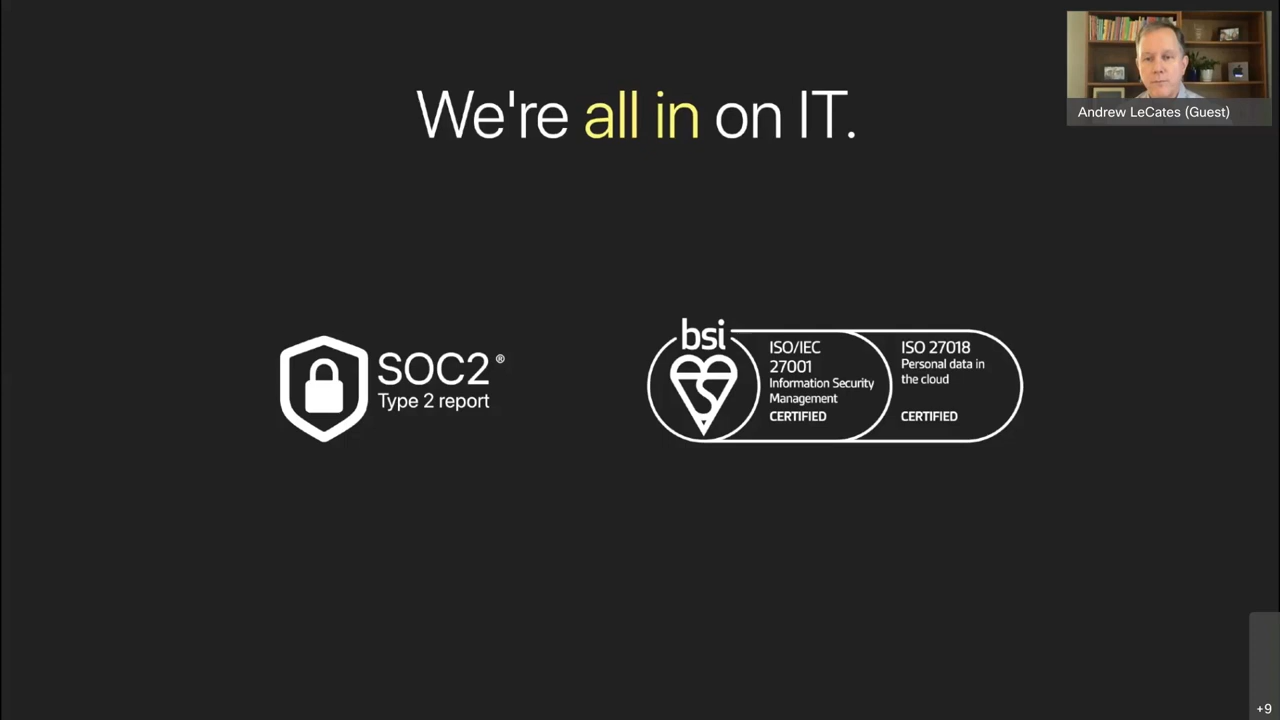 We're all in on IT.
Andrew LeCates (Guest)
SOC2®
Type 2 report
bsi
ISO/IEC
27001
Information Security
Management
CERTIFIED
ISO 27018
Personal data in
the cloud
CERTIFIED
+9